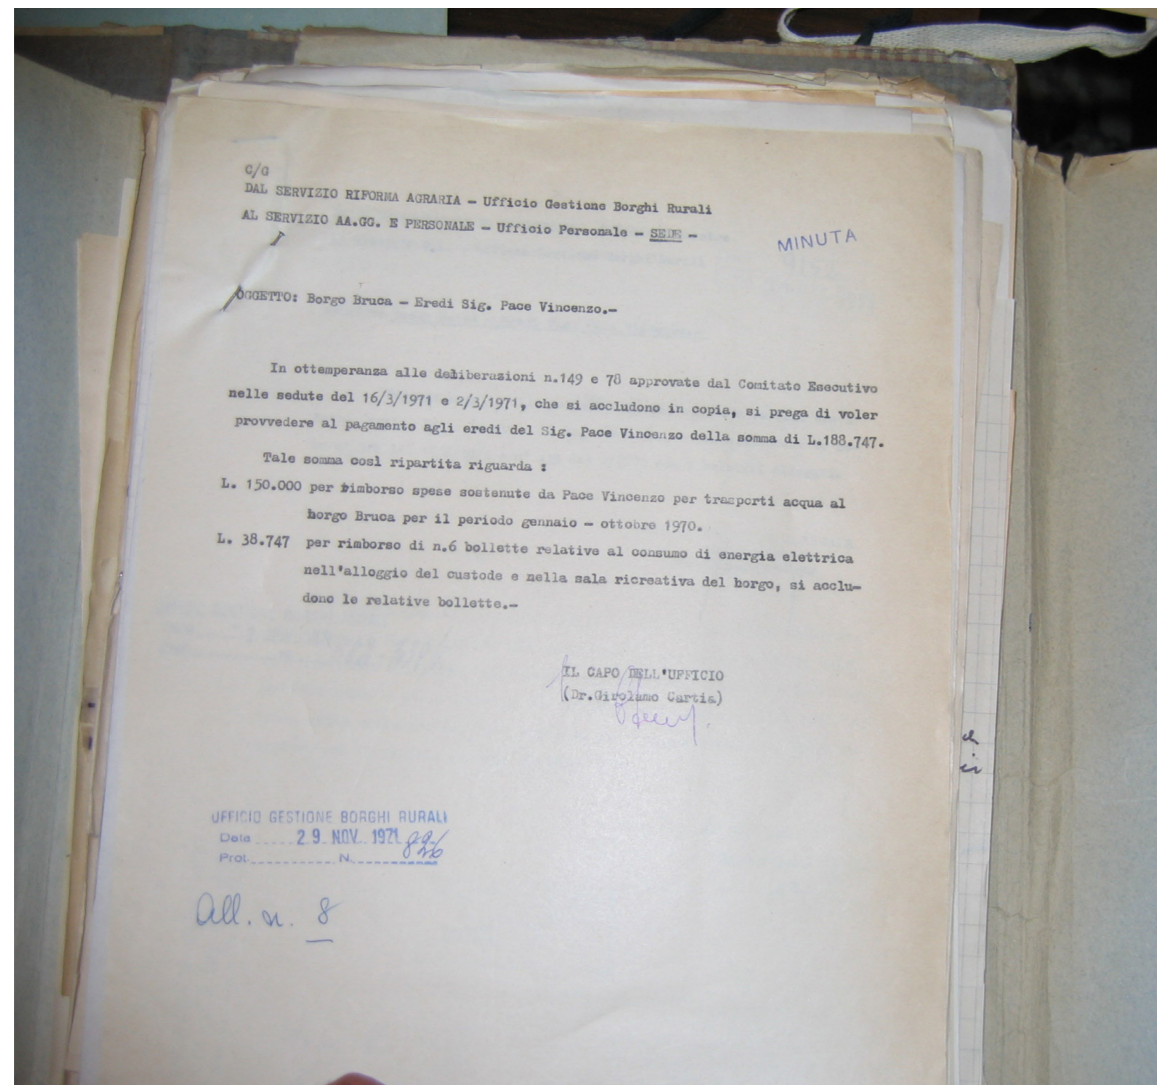 C/G
DAL SERVIZIO RIFORMA AGRARIA - Ufficio Gestione Borghi Rurali
AL SERVIZIO AA.GG. E PERSONALE - Ufficio Personale - SEDE -
MINUTA
OGGETTO: Borgo Bruca - Eredi Sig. Pace Vincenzo.-
In ottemperanza alle deliberazioni n.149 e 78 approvate dal Comitato Esecutivo
nelle sedute del 16/3/1971 e 2/3/1971, che si accludono in copia, si prega di voler
provvedere al pagamento agli eredi del Sig. Pace Vincenzo della somma di L.188.747.
Tale somma così ripartita riguarda :
L. 150.000 per rimborso spese sostenute da Pace Vincenzo per trasporti acqua al
borgo Bruca per il periodo gennaio - ottobre 1970.
L. 38.747 per rimborso di n.6 bollette relative al consumo di energia elettrica
nell'alloggio del custode e nella sala ricreativa del borgo, si acclu-
dono le relative bollette.-
IL CAPO DELL'UFFICIO
(Dr.Girolamo Cartia)
UFFICIO GESTIONE BORGHI RURALI
Data ..... 29 NOV. 1971
Prot. N.
All. n. 8